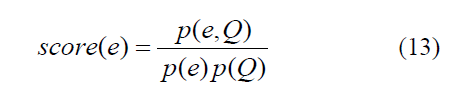 score(e) = p(e,Q) / p(e)p(Q) (13)